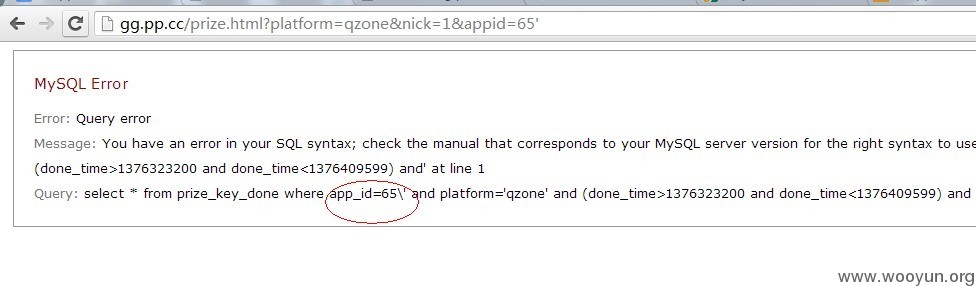 gg.pp.cc/prize.html?platform=qzone&nick=1&appid=65'
MySQL Error
Error: Query error
Message: You have an error in your SQL syntax; check the manual that corresponds to your MySQL server version for the right syntax to use
(done_time>1376323200 and done_time<1376409599) and' at line 1
Query: select * from prize_key_done where app_id=65\' and platform='qzone' and (done_time>1376323200 and done_time<1376409599) and
www.wooyun.org